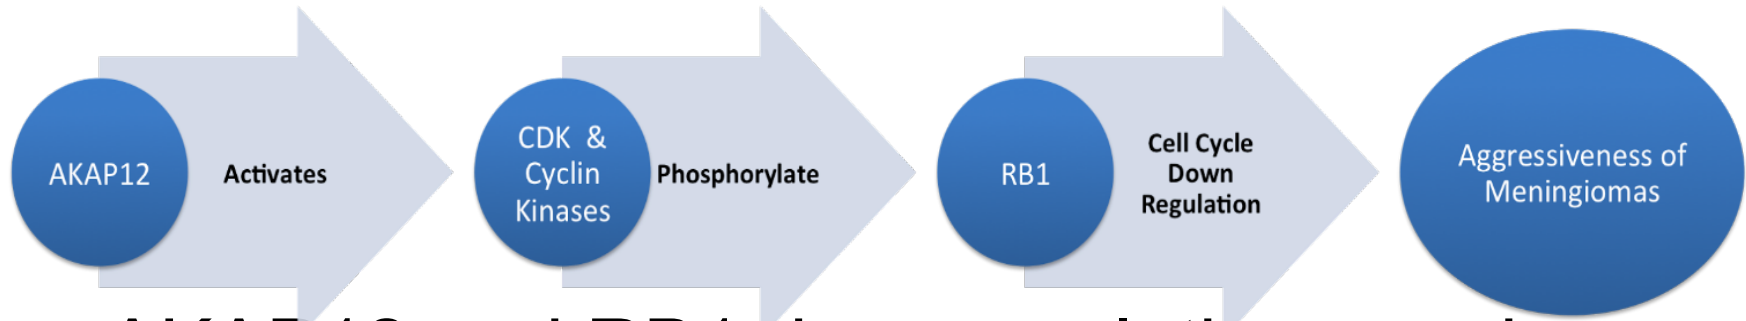 AKAP12
Activates
CDK &
Cyclin
Kinases
Phosphorylate
RB1
Cell Cycle
Down
Regulation
Aggressiveness of
Meningiomas